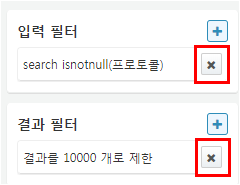 입력 필터
search isnotnull(프로토콜)
결과 필터
결과를 10000 개로 제한